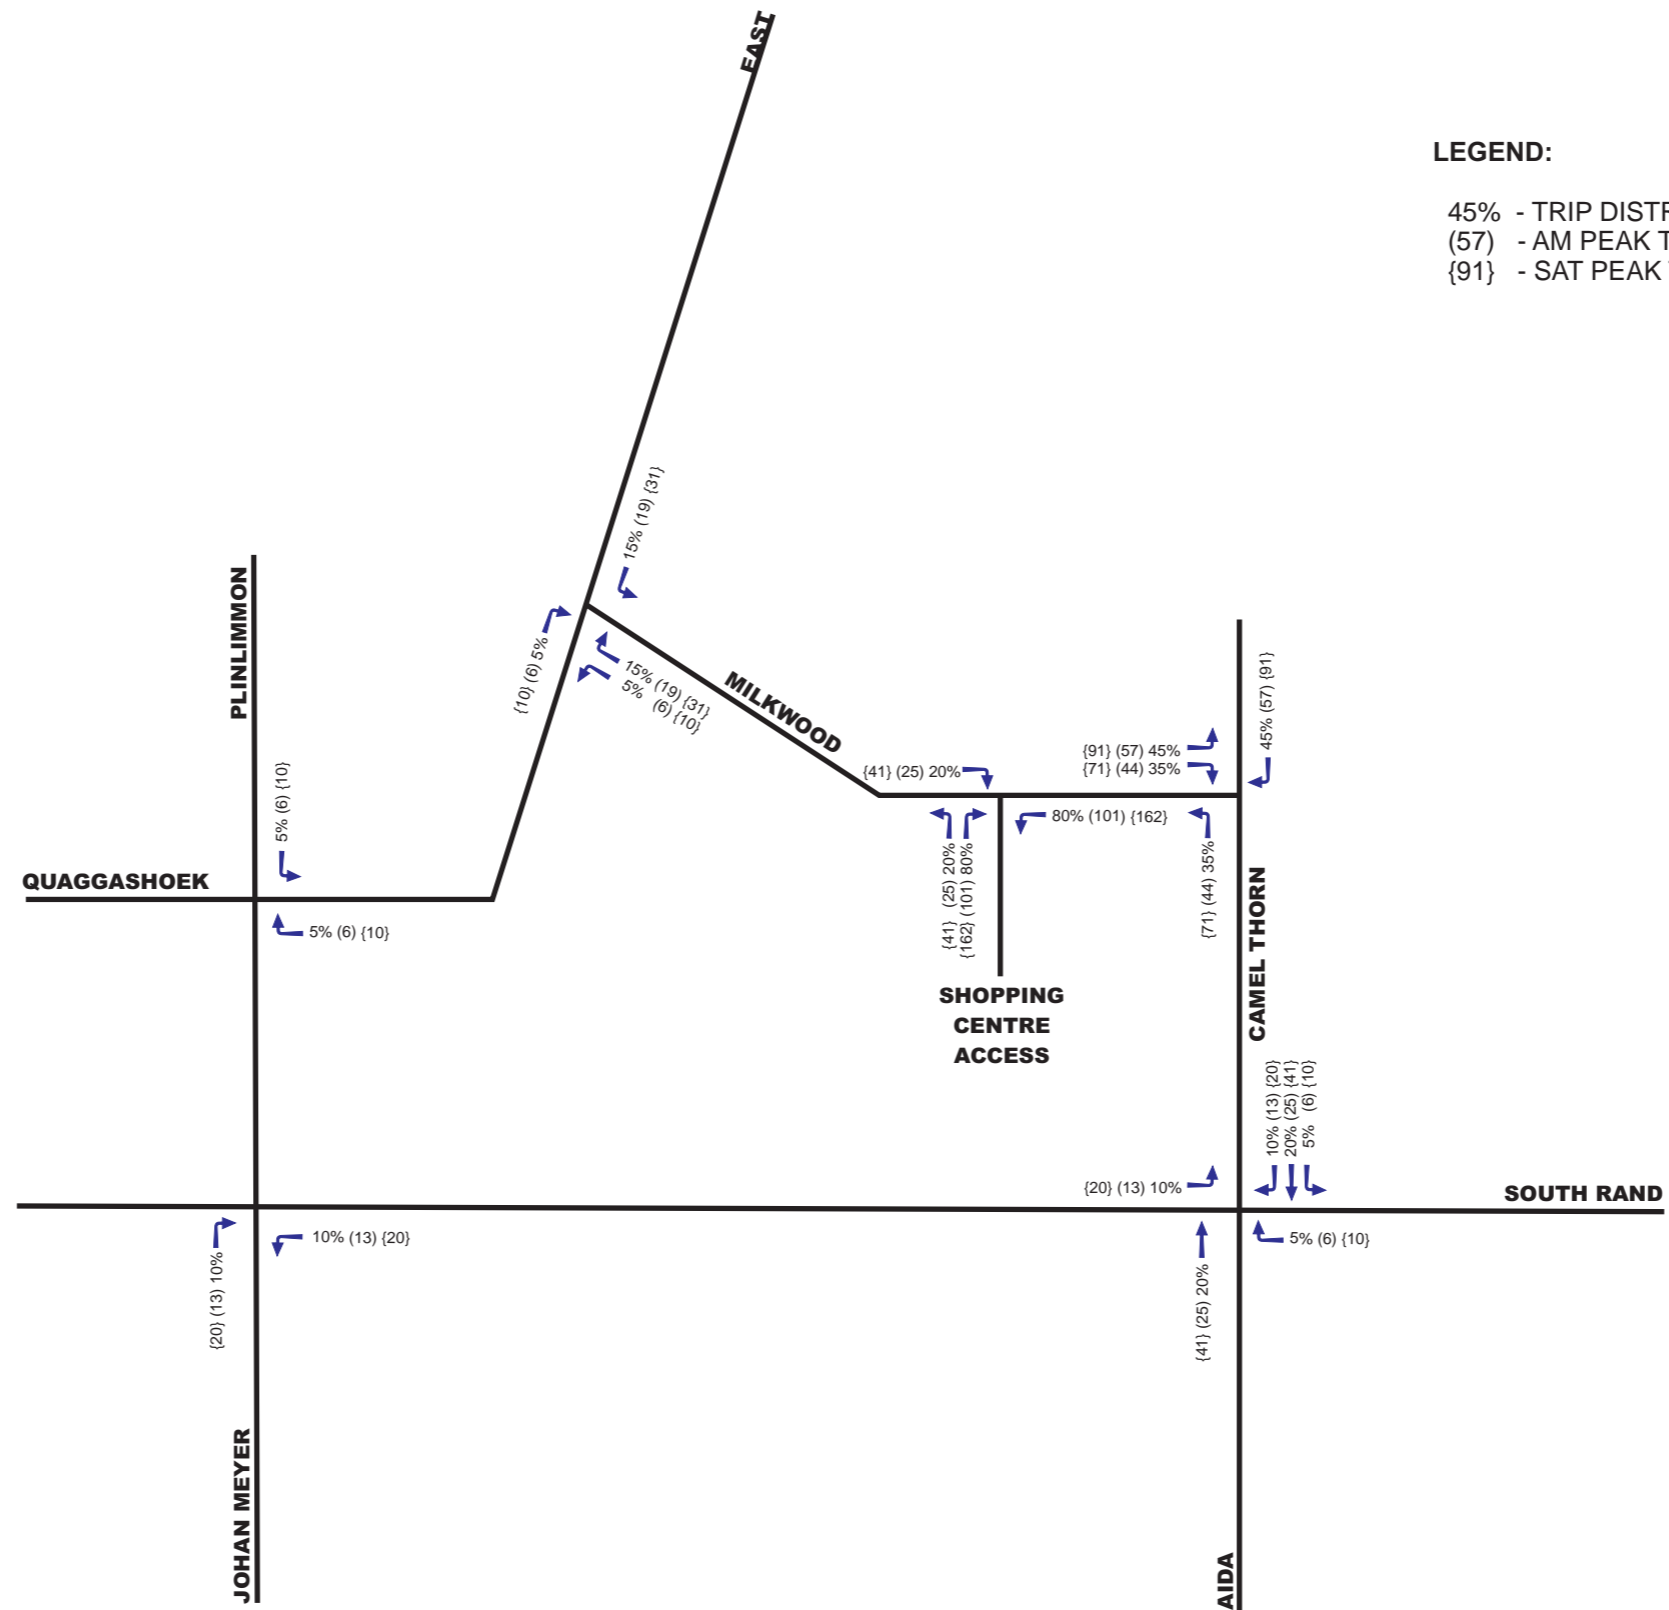 EAST
LEGEND:
45% - TRIP DISTR
(57) - AM PEAK T
{91} - SAT PEAK
15% (19) {31}
PLINLIMMON
{10} (6) 5%
15% (19) {31}
5% (6) {10}
MILKWOOD
45% (57) {91}
{91} (57) 45%
{71} (44) 35%
{41} (25) 20%
5% (6) {10}
80% (101) {162}
{41} (25) 20%
{162} (101) 80%
{71} (44) 35%
QUAGGASHOEK
5% (6) {10}
CAMEL THORN
SHOPPING
CENTRE
ACCESS
10% (13) {20}
20% (25) {41}
5% (6) {10}
{20} (13) 10%
SOUTH RAND
10% (13) {20}
5% (6) {10}
{20} (13) 10%
{41} (25) 20%
JOHAN MEYER
AIDA